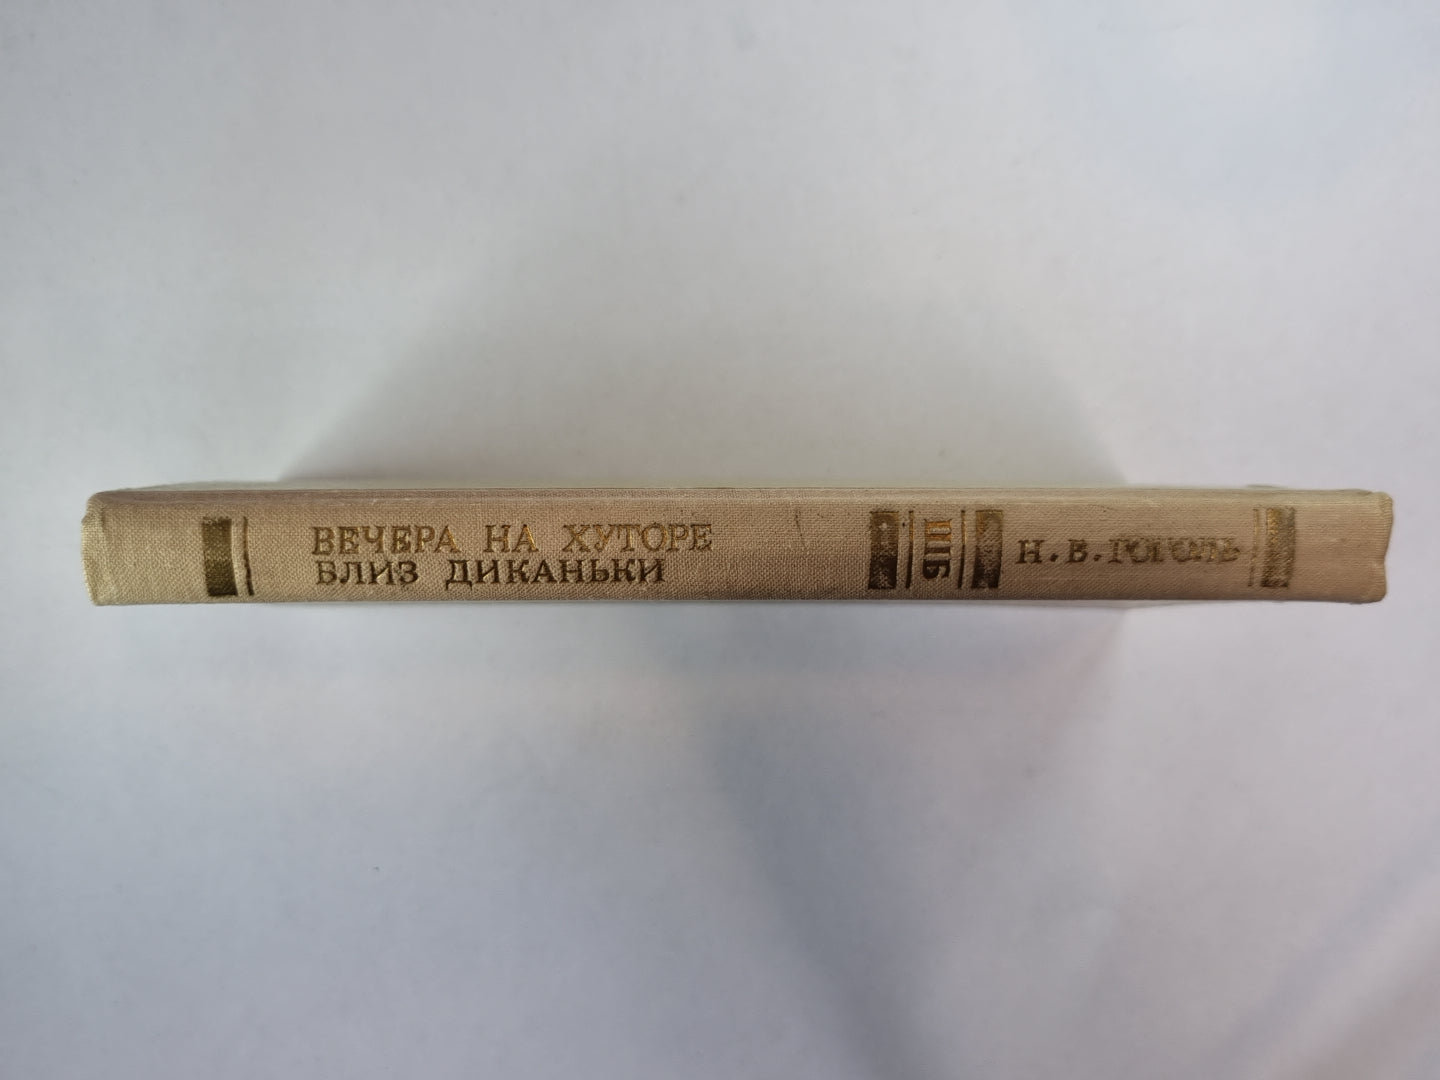 ВЕЧЕРА НА ХУТОРЕ
БЛИЗ ДИКАНЬКИ
ШБ
Н. В. ГОГОЛЬ